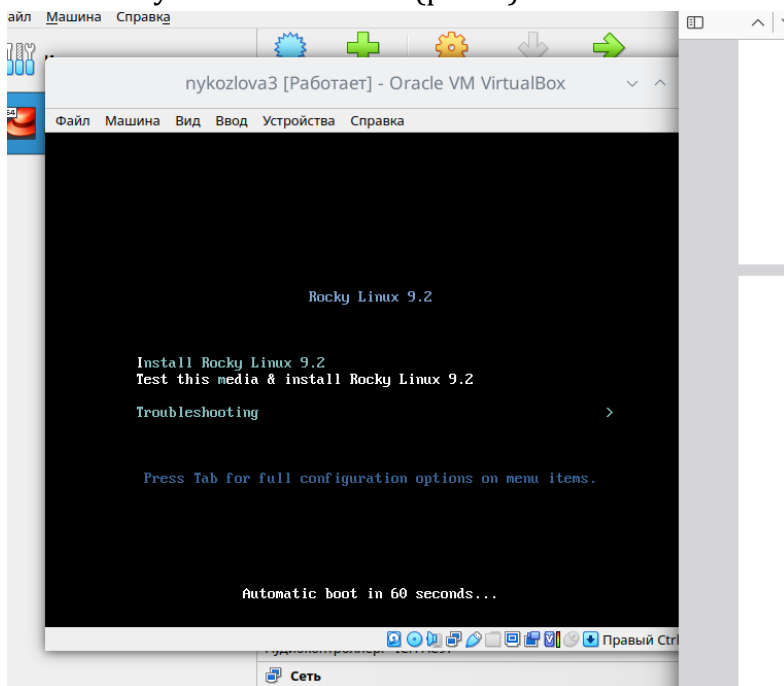 айл Машина Справка
64
nykozlova3 [Работает] - Oracle VM VirtualBox
Файл Машина Вид Ввод Устройства Справка
Rocky Linux 9.2
Install Rocky Linux 9.2
Test this media & install Rocky Linux 9.2
Troubleshooting >
Press Tab for full configuration options on menu items.
Automatic boot in 60 seconds...
Правый Ctrl
Сеть